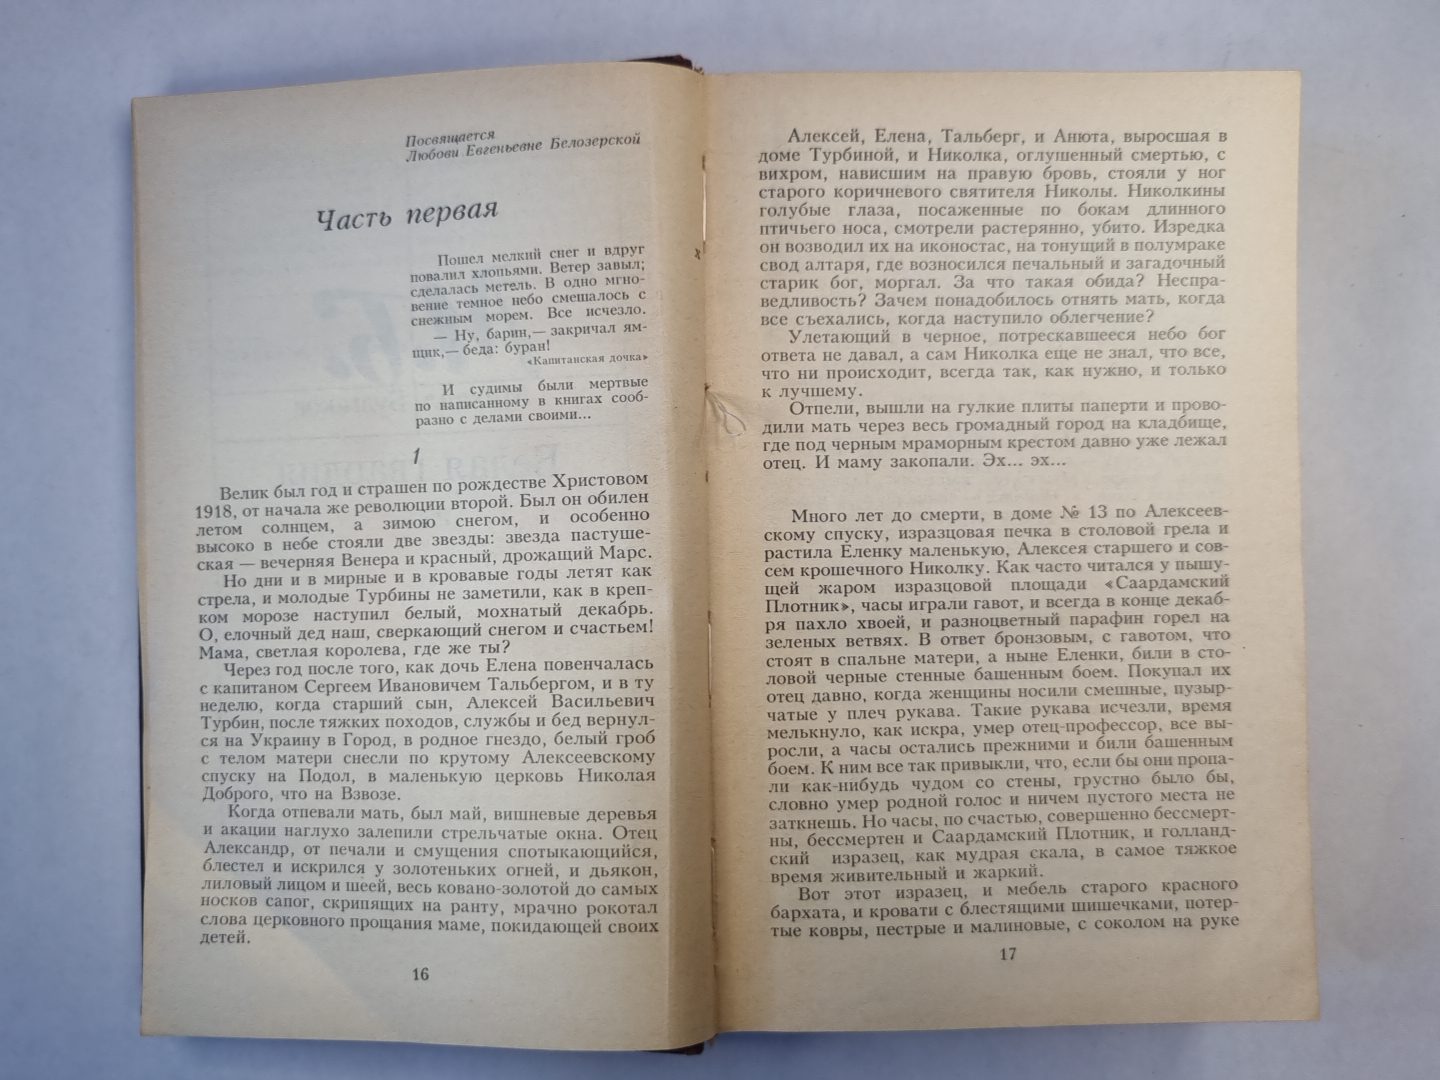 Посвящается
Любови Евгеньевне Белозерской
Часть первая
Пошел мелкий снег и вдруг
повалил хлопьями. Ветер завыл;
сделалась метель. В одно мгно-
вение темное небо смешалось с
снежным морем. Все исчезло.
— Ну, барин,— закричал ям-
щик,— беда: буран!
«Капитанская дочка»
И судимы были мертвые
по написанному в книгах сооб-
разно с делами своими...
1
Велик был год и страшен по рождестве Христовом
1918, от начала же революции второй. Был он обилен
летом солнцем, а зимою снегом, и особенно
высоко в небе стояли две звезды: звезда пастуше-
ская — вечерняя Венера и красный, дрожащий Марс.
Но дни и в мирные и в кровавые годы летят как
стрела, и молодые Турбины не заметили, как в креп-
ком морозе наступил белый, мохнатый декабрь.
О, елочный дед наш, сверкающий снегом и счастьем!
Мама, светлая королева, где же ты?
Через год после того, как дочь Елена повенчалась
с капитаном Сергеем Ивановичем Тальбергом, и в ту
неделю, когда старший сын, Алексей Васильевич
Турбин, после тяжких походов, службы и бед вернул-
ся на Украину в Город, в родное гнездо, белый гроб
с телом матери снесли по крутому Алексеевскому
спуску на Подол, в маленькую церковь Николая
Доброго, что на Взвозе.
Когда отпевали мать, был май, вишневые деревья
и акации наглухо залепили стрельчатые окна. Отец
Александр, от печали и смущения спотыкающийся,
блестел и искрился у золотеньких огней, и дьякон,
лиловый лицом и шеей, весь ковано-золотой до самых
носков сапог, скрипящих на ранту, мрачно рокотал
слова церковного прощания маме, покидающей своих
детей.
16
Алексей, Елена, Тальберг, и Анюта, выросшая в
доме Турбиной, и Николка, оглушенный смертью, с
вихром, нависшим на правую бровь, стояли у ног
старого коричневого святителя Николы. Николкины
голубые глаза, посаженные по бокам длинного
птичьего носа, смотрели растерянно, убито. Изредка
он возводил их на иконостас, на тонущий в полумраке
свод алтаря, где возносился печальный и загадочный
старик бог, моргал. За что такая обида? Неспра-
ведливость? Зачем понадобилось отнять мать, когда
все съехались, когда наступило облегчение?
Улетающий в черное, потрескавшееся небо бог
ответа не давал, а сам Николка еще не знал, что все,
что ни происходит, всегда так, как нужно, и только
к лучшему.
Отпели, вышли на гулкие плиты паперти и прово-
дили мать через весь громадный город на кладбище,
где под черным мраморным крестом давно уже лежал
отец. И маму закопали. Эх... эх...
Много лет до смерти, в доме № 13 по Алексеев-
скому спуску, изразцовая печка в столовой грела и
растила Еленку маленькую, Алексея старшего и сов-
сем крошечного Николку. Как часто читался у пышу-
щей жаром изразцовой площади «Саардамский
Плотник», часы играли гавот, и всегда в конце декаб-
ря пахло хвоей, и разноцветный парафин горел на
зеленых ветвях. В ответ бронзовым, с гавотом, что
стоят в спальне матери, а ныне Еленки, били в сто-
ловой черные стенные башенным боем. Покупал их
отец давно, когда женщины носили смешные, пузыр-
чатые у плеч рукава. Такие рукава исчезли, время
мелькнуло, как искра, умер отец-профессор, все вы-
росли, а часы остались прежними и били башенным
боем. К ним все так привыкли, что, если бы они пропа-
ли как-нибудь чудом со стены, грустно было бы,
словно умер родной голос и ничем пустого места не
заткнешь. Но часы, по счастью, совершенно бессмерт-
ны, бессмертен и Саардамский Плотник, и голланд-
ский изразец, как мудрая скала, в самое тяжкое
время живительный и жаркий.
Вот этот изразец, и мебель старого красного
бархата, и кровати с блестящими шишечками, потер-
тые ковры, пестрые и малиновые, с соколом на руке
17